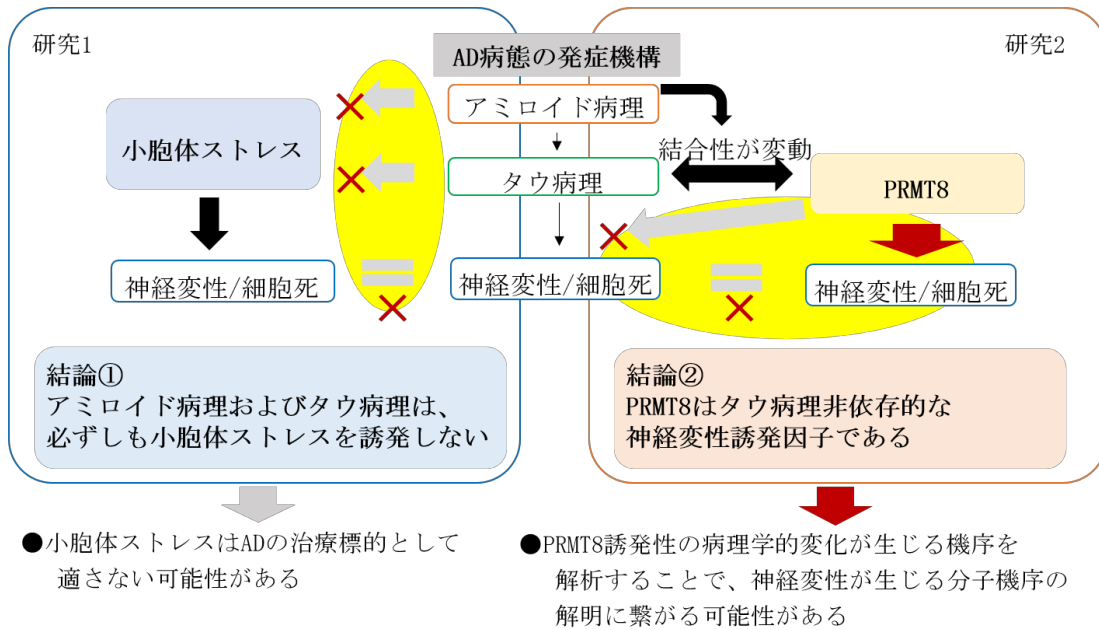 研究1
研究2
AD病態の発症機構
アミロイド病理
小胞体ストレス
結合性が変動
タウ病理
PRMT8
神経変性/細胞死
神経変性/細胞死
神経変性/細胞死
結論①
アミロイド病理およびタウ病理は、
必ずしも小胞体ストレスを誘発しない
結論②
PRMT8はタウ病理非依存的な
神経変性誘発因子である
●小胞体ストレスはADの治療標的として
適さない可能性がある
●PRMT8誘発性の病理学的変化が生じる機序を
解析することで、神経変性が生じる分子機序の
解明に繋がる可能性がある